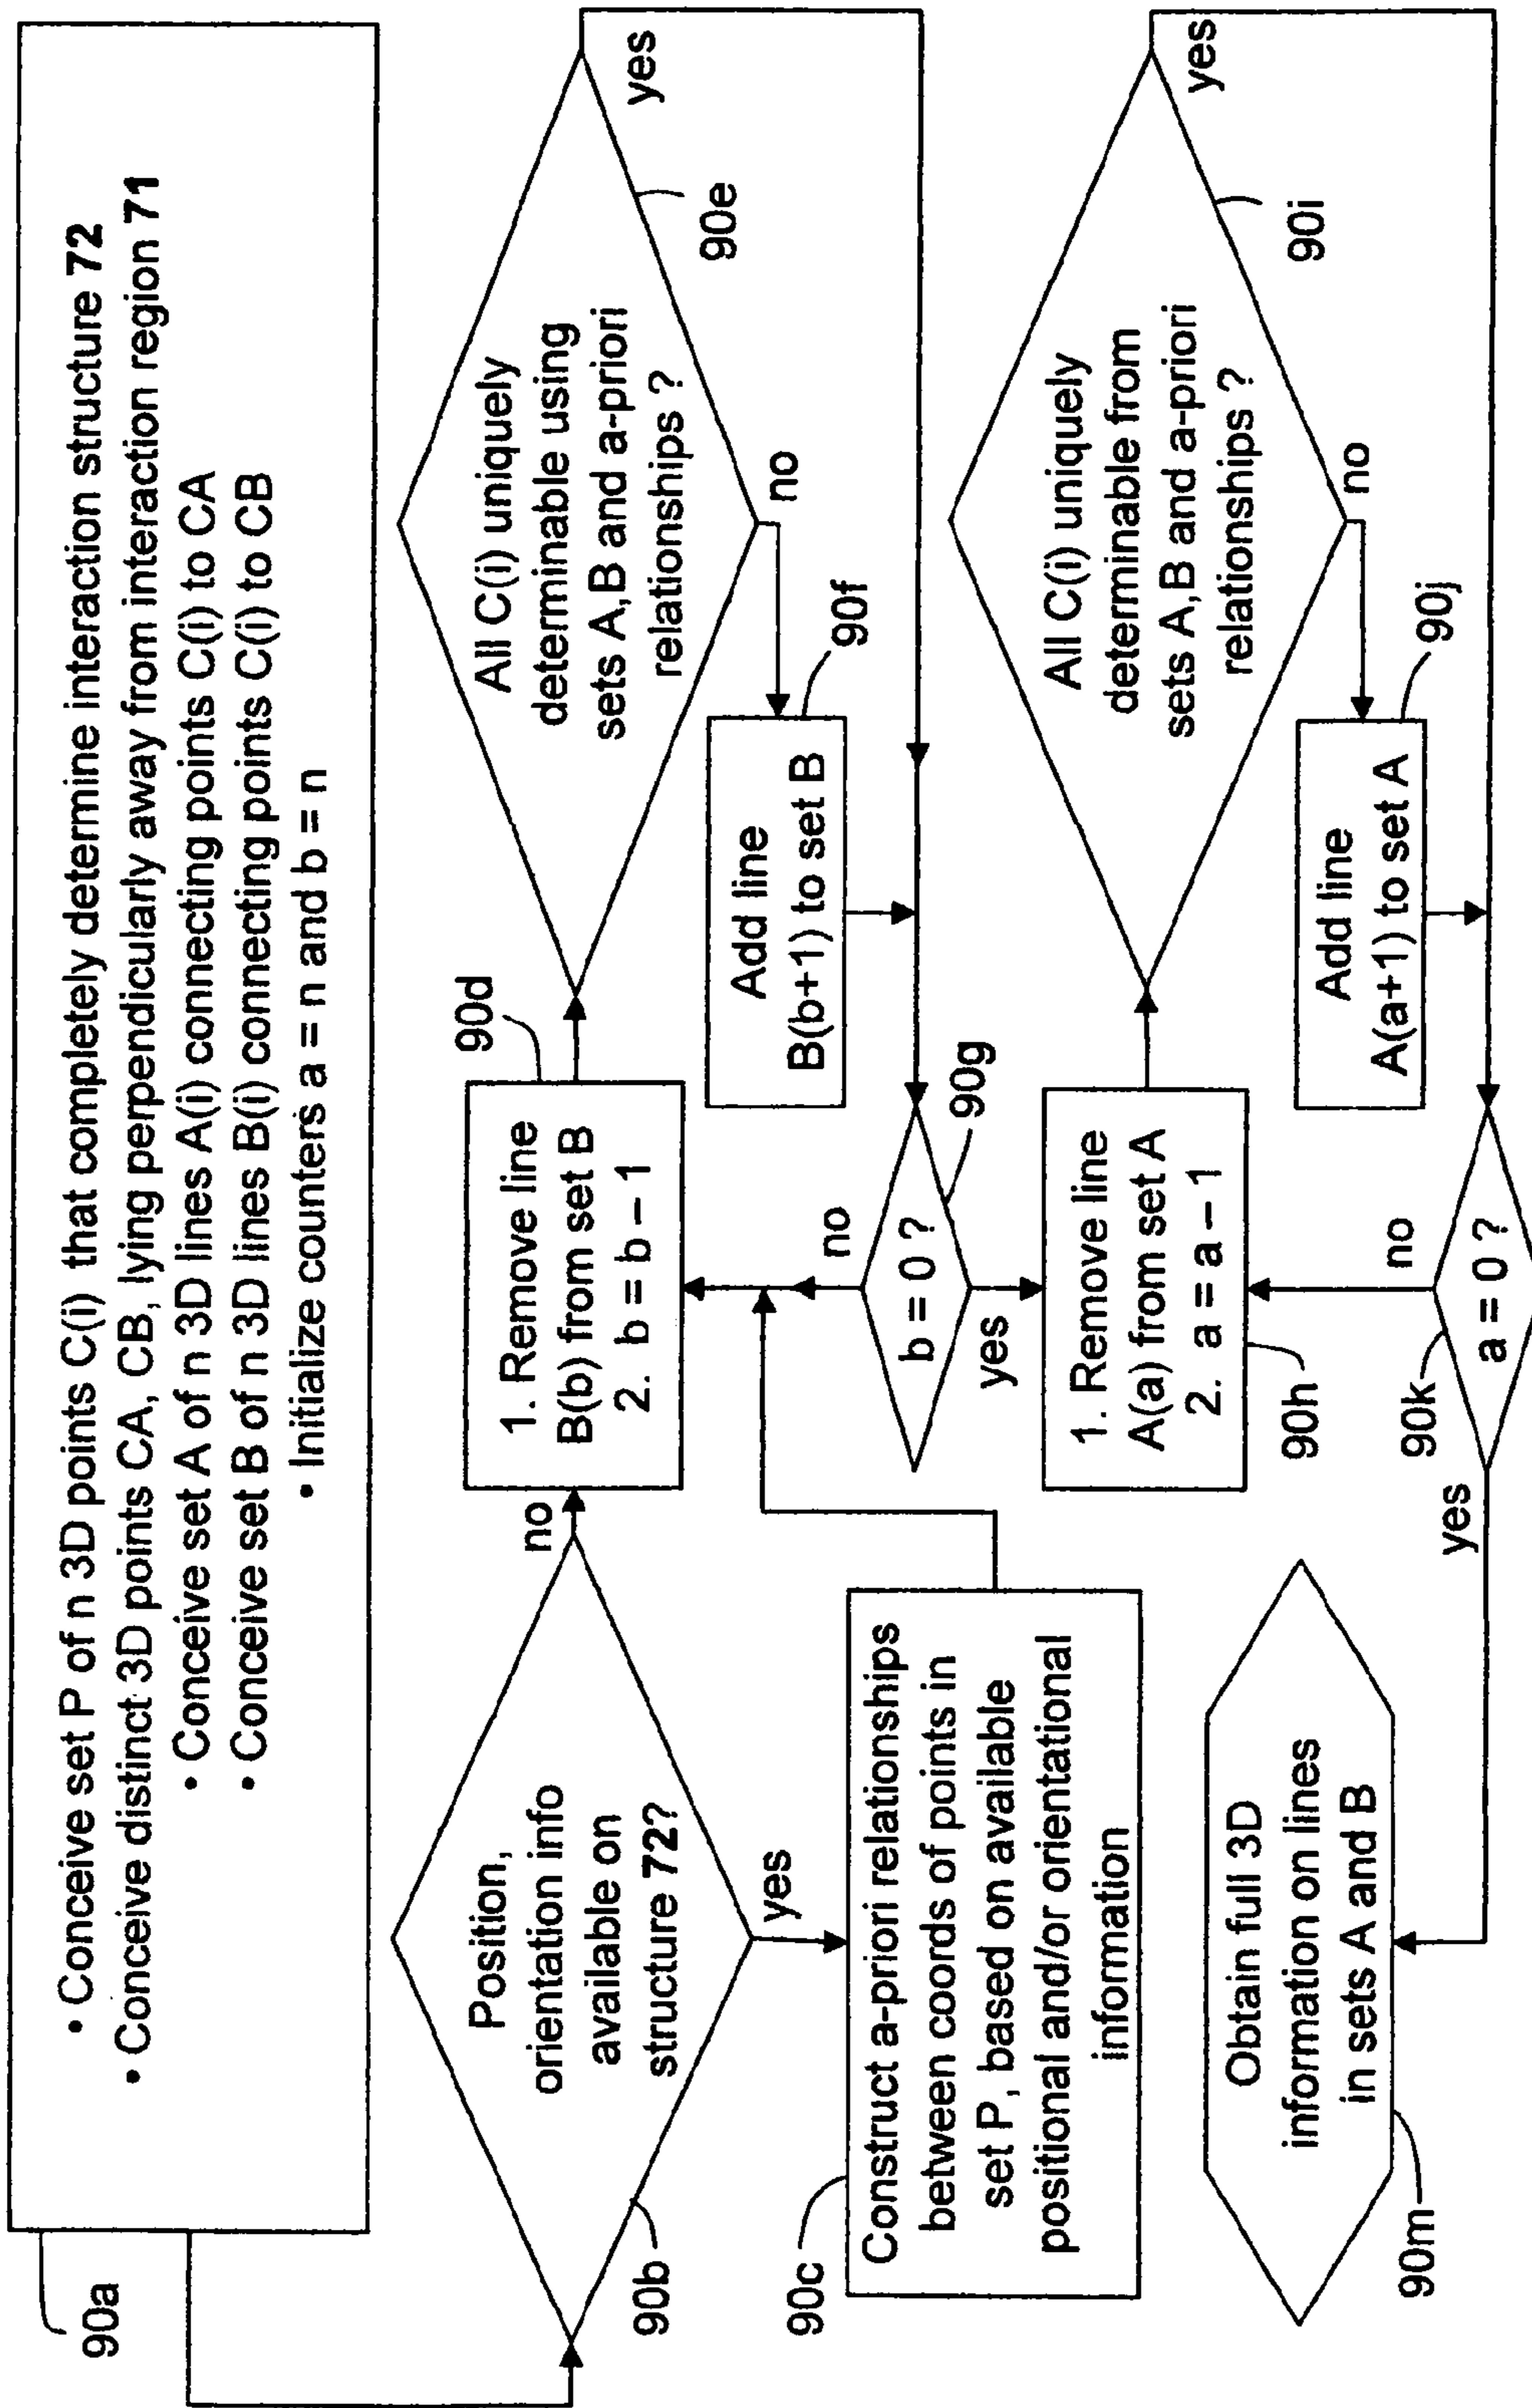 90a
• Conceive set P of n 3D points C(i) that completely determine interaction structure 72
• Conceive distinct 3D points CA, CB, lying perpendicularly away from interaction region 71
• Conceive set A of n 3D lines A(i) connecting points C(i) to CA
• Conceive set B of n 3D lines B(i) connecting points C(i) to CB
• Initialize counters a = n and b = n
90b
Position,
orientation info
available on
structure 72?
no
yes
90c
Construct a-priori relationships
between coords of points in
set P, based on available
positional and/or orientational
information
90d
1. Remove line
B(b) from set B
2. b = b – 1
90e
All C(i) uniquely
determinable using
sets A,B and a-priori
relationships ?
yes
no
90f
Add line
B(b+1) to set B
90g
b = 0 ?
no
yes
90h
1. Remove line
A(a) from set A
2. a = a – 1
90i
All C(i) uniquely
determinable from
sets A,B and a-priori
relationships ?
yes
no
90j
Add line
A(a+1) to set A
90k
a = 0 ?
no
yes
90m
Obtain full 3D
information on lines
in sets A and B